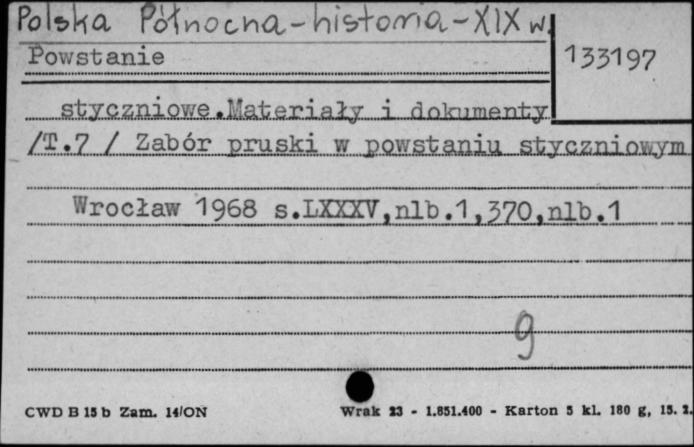 Polska Północna-historia-XIX w.
Powstanie
133197
styczniowe.Materiały i dokumenty
/T.7 / Zabór pruski w powstaniu styczniowym
Wrocław 1968 s.LXXXV,nlb.1,370,nlb.1
9
CWD B 15 b Zam. 14/ON
Wrak 23 - 1.851.400 - Karton 5 kl. 180 g, 15. 2.